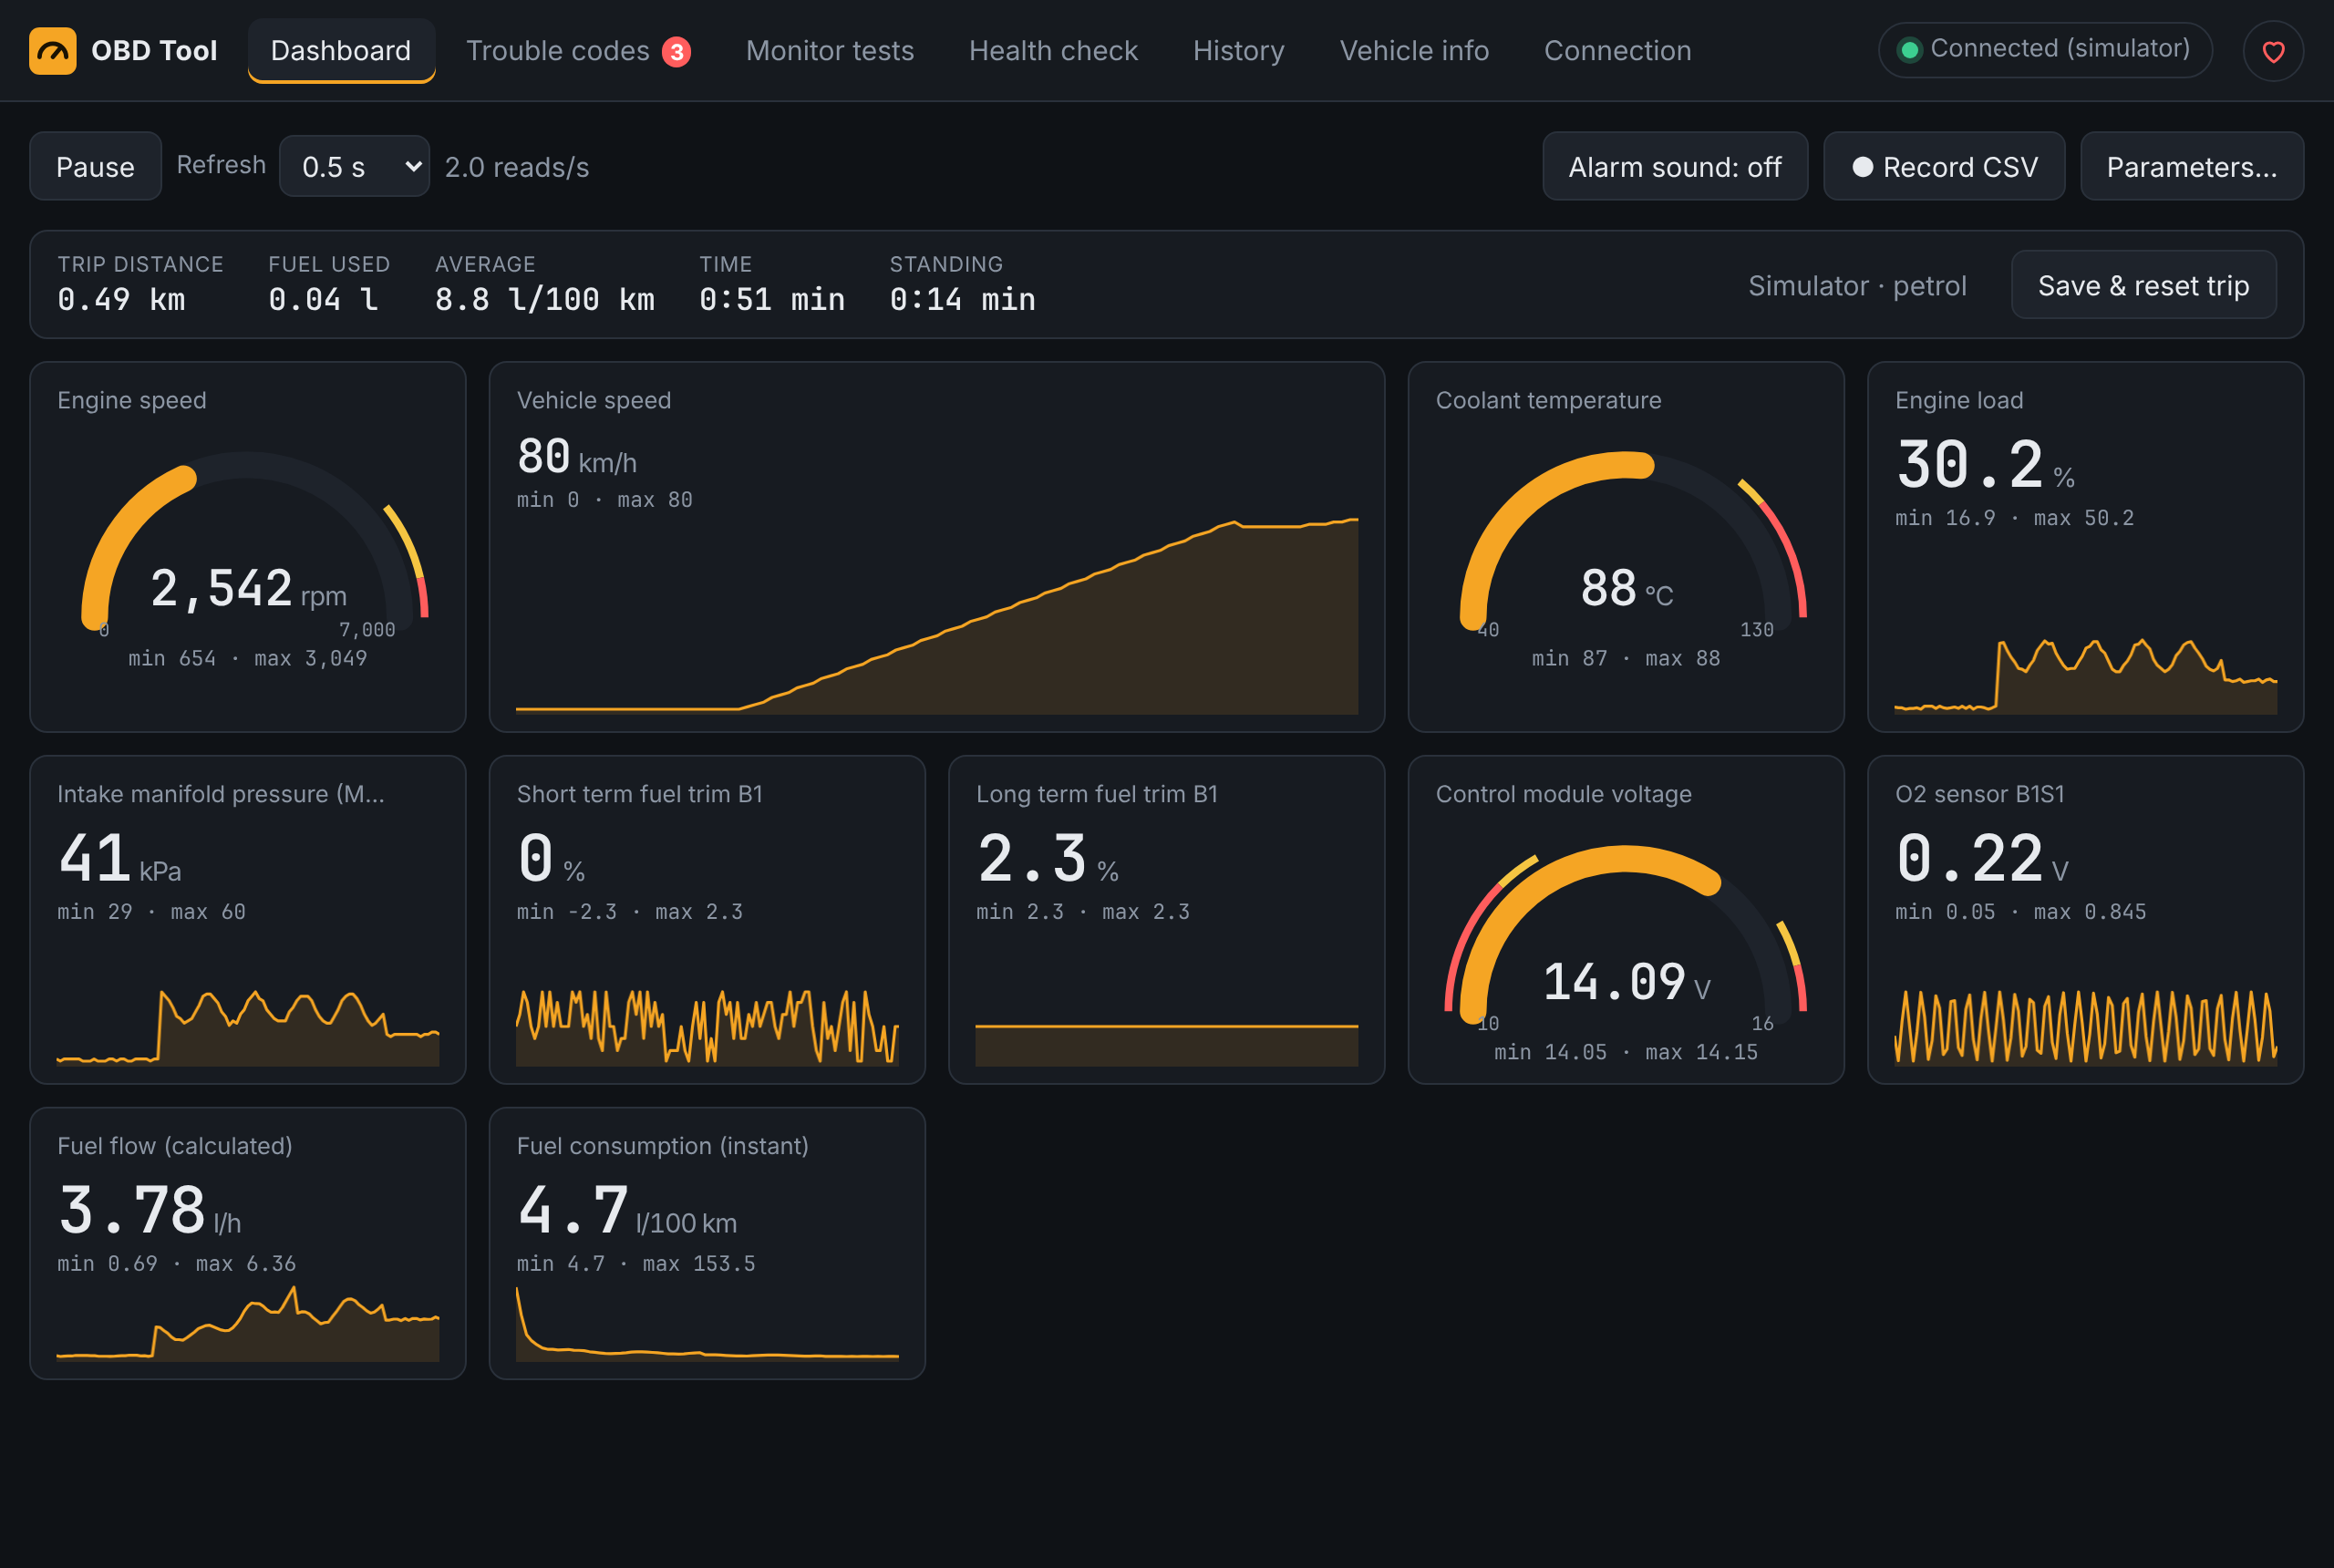 OBD Tool Dashboard Trouble codes 3 Monitor tests Health check History Vehicle info Connection Connected (simulator)
Pause Refresh 0.5 s 2.0 reads/s Alarm sound: off Record CSV Parameters...
TRIP DISTANCE FUEL USED AVERAGE TIME STANDING
0.49 km 0.04 l 8.8 l/100 km 0:51 min 0:14 min
Simulator · petrol Save & reset trip
Engine speed
2,542 rpm
0 7,000
min 654 · max 3,049
Vehicle speed
80 km/h
min 0 · max 80
Coolant temperature
88 °C
40 130
min 87 · max 88
Engine load
30.2 %
min 16.9 · max 50.2
Intake manifold pressure (M...
41 kPa
min 29 · max 60
Short term fuel trim B1
0 %
min -2.3 · max 2.3
Long term fuel trim B1
2.3 %
min 2.3 · max 2.3
Control module voltage
14.09 V
10 16
min 14.05 · max 14.15
O2 sensor B1S1
0.22 V
min 0.05 · max 0.845
Fuel flow (calculated)
3.78 l/h
min 0.69 · max 6.36
Fuel consumption (instant)
4.7 l/100 km
min 4.7 · max 153.5